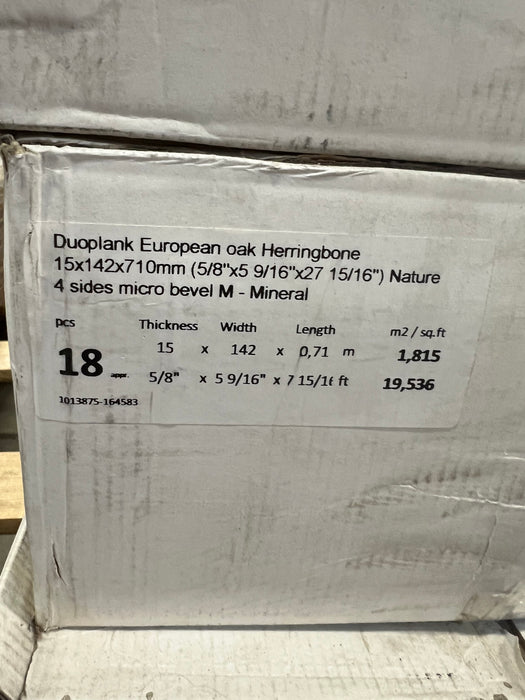 Duoplank European oak Herringbone
15x142x710mm (5/8"x5 9/16"x27 15/16") Nature
4 sides micro bevel M - Mineral
pcs Thickness Width Length m2 / sq.ft
18 15 x 142 x 0,71 m 1,815
appr. 5/8" x 5 9/16" x 7 15/16 ft 19,536
1013875-164583